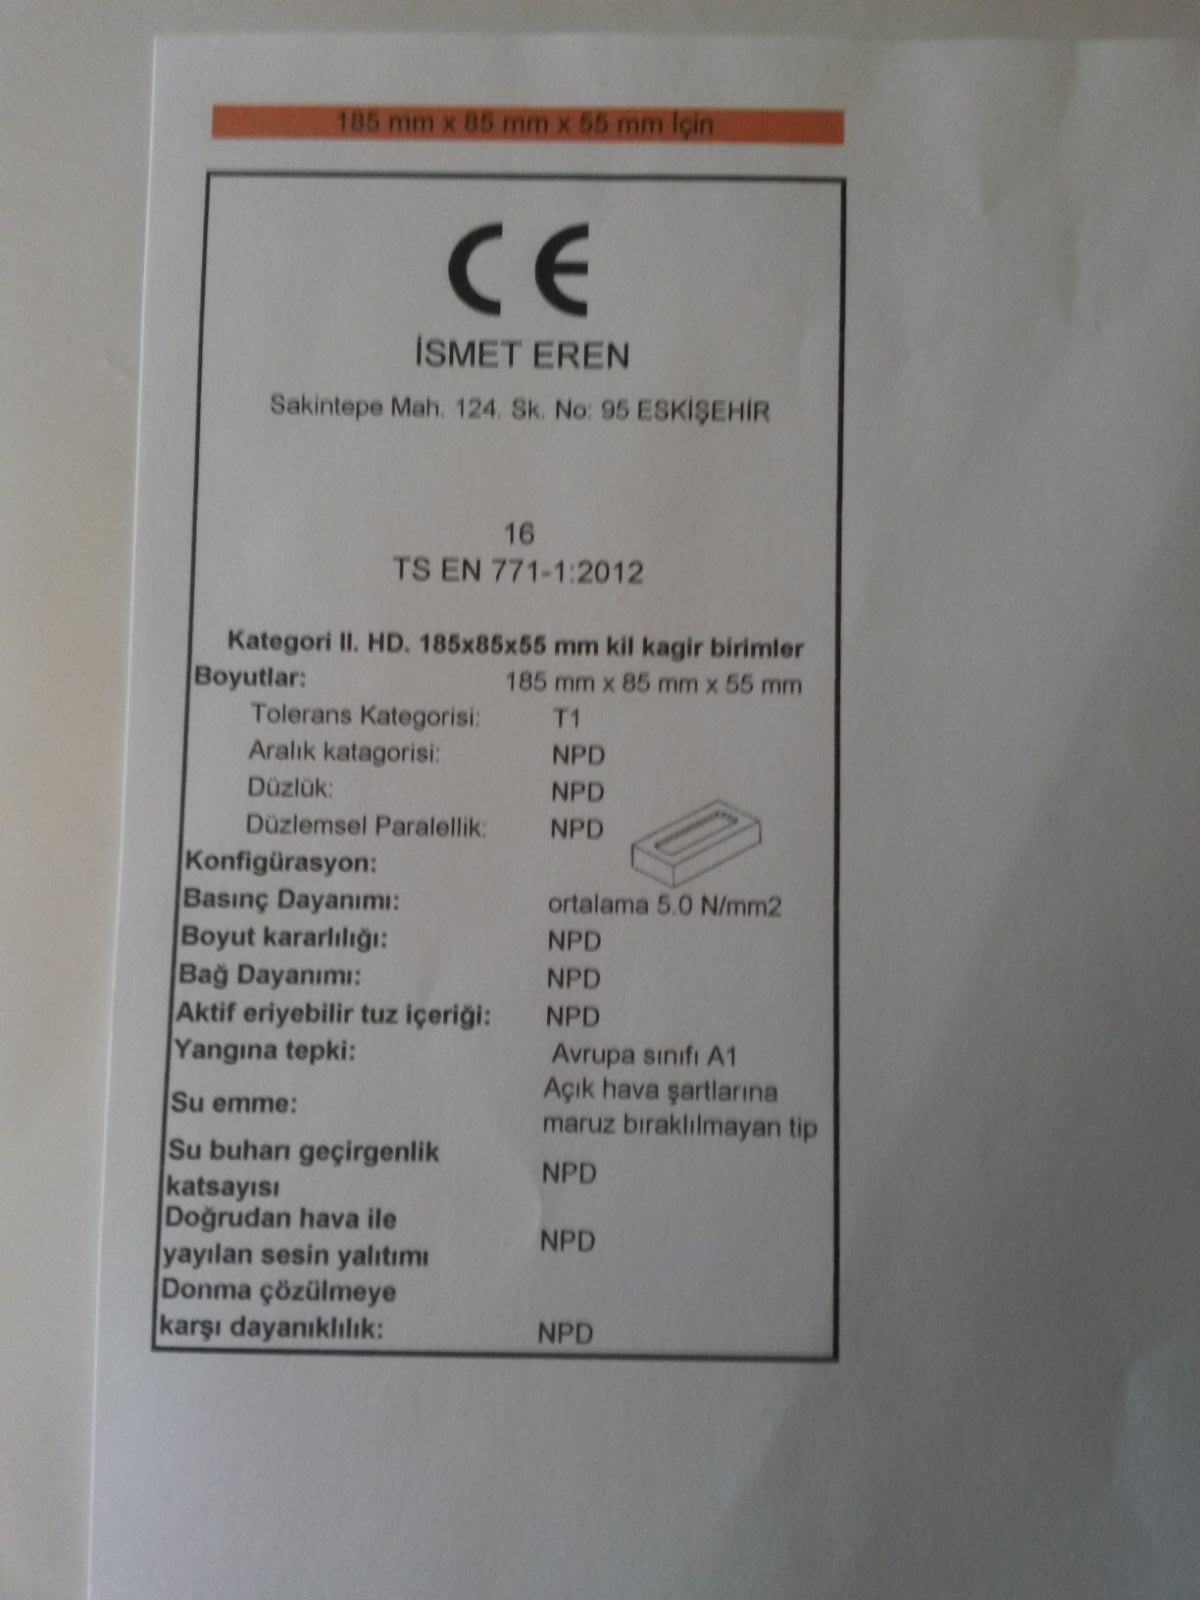 185 mm x 85 mm x 55 mm İçin
CE
İSMET EREN
Sakintepe Mah. 124. Sk. No: 95 ESKİŞEHİR
16
TS EN 771-1:2012
Kategori II. HD. 185x85x55 mm kil kagir birimler
Boyutlar: 185 mm x 85 mm x 55 mm
Tolerans Kategorisi: T1
Aralık katagorisi: NPD
Düzlük: NPD
Düzlemsel Paralellik: NPD
Konfigürasyon:
Basınç Dayanımı: ortalama 5.0 N/mm2
Boyut kararlılığı: NPD
Bağ Dayanımı: NPD
Aktif eriyebilir tuz içeriği: NPD
Yangına tepki: Avrupa sınıfı A1
Su emme: Açık hava şartlarına
maruz bıraklılmayan tip
Su buharı geçirgenlik
katsayısı NPD
Doğrudan hava ile
yayılan sesin yalıtımı NPD
Donma çözülmeye
karşı dayanıklılık: NPD